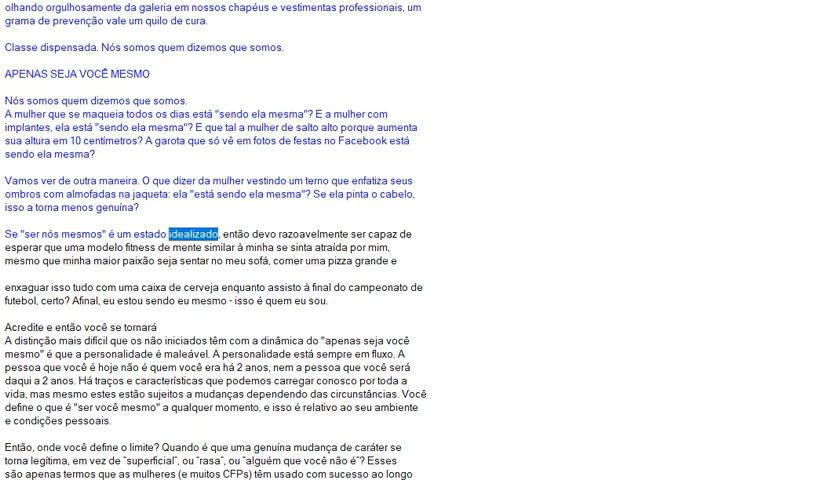 olhando orgulhosamente da galeria em nossos chapéus e vestimentas professionais, um
grama de prevenção vale um quilo de cura.
Classe dispensada. Nós somos quem dizemos que somos.
APENAS SEJA VOCÊ MESMO
Nós somos quem dizemos que somos.
A mulher que se maqueia todos os dias está "sendo ela mesma"? E a mulher com
implantes, ela está "sendo ela mesma"? E que tal a mulher de salto alto porque aumenta
sua altura em 10 centímetros? A garota que só vê em fotos de festas no Facebook está
sendo ela mesma?
Vamos ver de outra maneira. O que dizer da mulher vestindo um terno que enfatiza seus
ombros com almofadas na jaqueta: ela "está sendo ela mesma"? Se ela pinta o cabelo,
isso a torna menos genuína?
Se "ser nós mesmos" é um estado idealizado, então devo razoavelmente ser capaz de
esperar que uma modelo fitness de mente similar à minha se sinta atraída por mim,
mesmo que minha maior paixão seja sentar no meu sofá, comer uma pizza grande e
enxaguar isso tudo com uma caixa de cerveja enquanto assisto à final do campeonato de
futebol, certo? Afinal, eu estou sendo eu mesmo - isso é quem eu sou.
Acredite e então você se tornará
A distinção mais difícil que os não iniciados têm com a dinâmica do "apenas seja você
mesmo" é que a personalidade é maleável. A personalidade está sempre em fluxo. A
pessoa que você é hoje não é quem você era há 2 anos, nem a pessoa que você será
daqui a 2 anos. Há traços e características que podemos carregar conosco por toda a
vida, mas mesmo estes estão sujeitos a mudanças dependendo das circunstâncias. Você
define o que é "ser você mesmo" a qualquer momento, e isso é relativo ao seu ambiente
e condições pessoais.
Então, onde você define o limite? Quando é que uma genuína mudança de caráter se
torna legítima, em vez de "superficial", ou "rasa", ou "alguém que você não é"? Esses
são apenas termos que as mulheres (e muitos CFPs) têm usado com sucesso ao longo